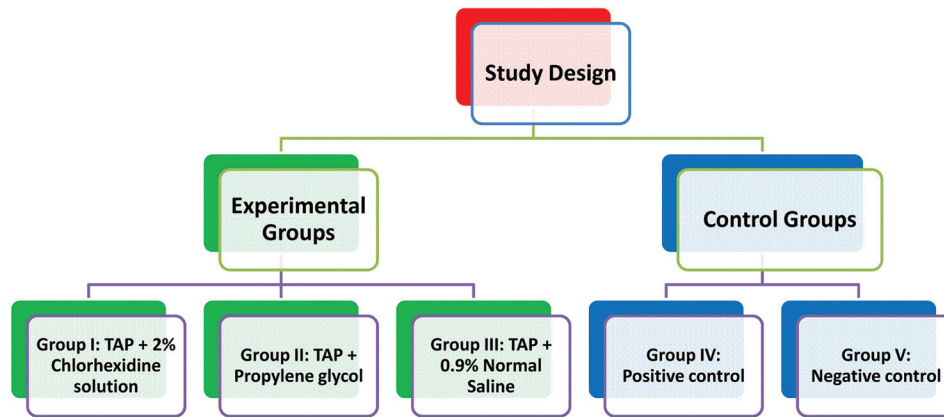 Study Design
Experimental
Groups
Control Groups
Group I: TAP + 2%
Chlorhexidine
solution
Group II: TAP +
Propylene glycol
Group III: TAP +
0.9% Normal
Saline
Group IV:
Positive control
Group V:
Negative control